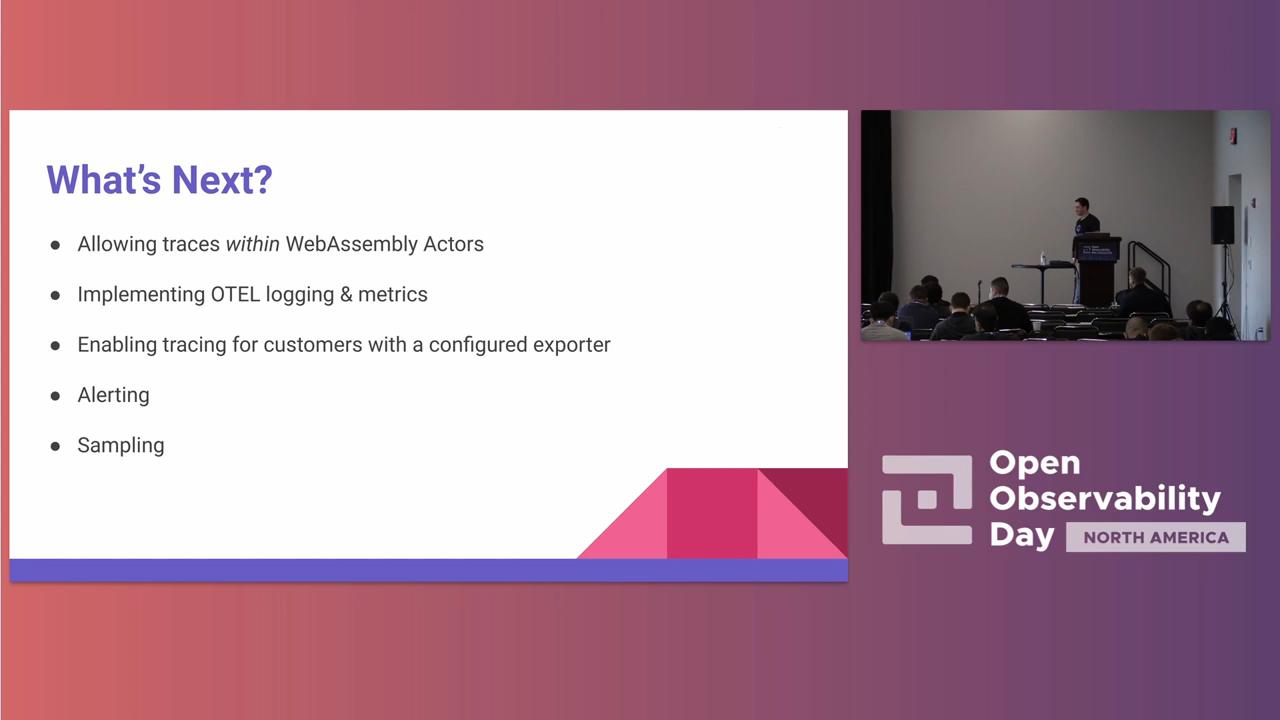 What's Next?
● Allowing traces within WebAssembly Actors
● Implementing OTEL logging & metrics
● Enabling tracing for customers with a configured exporter
● Alerting
● Sampling
Open
Observability
Day NORTH AMERICA